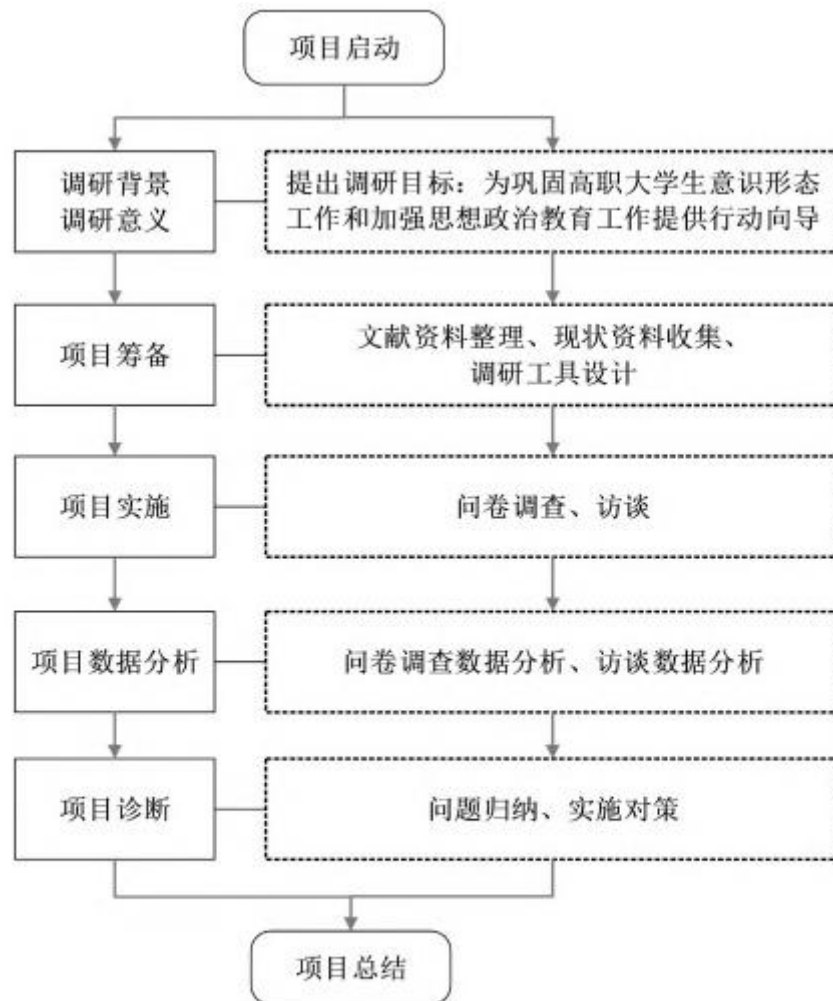 项目启动
调研背景
调研意义
提出调研目标：为巩固高职大学生意识形态
工作和加强思想政治教育工作提供行动向导
项目筹备
文献资料整理、现状资料收集、
调研工具设计
项目实施
问卷调查、访谈
项目数据分析
问卷调查数据分析、访谈数据分析
项目诊断
问题归纳、实施对策
项目总结